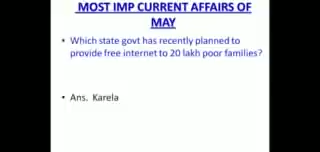 MOST IMP CURRENT AFFAIRS OF
MAY
• Which state govt has recently planned to
provide free internet to 20 lakh poor families?
• Ans. Karela